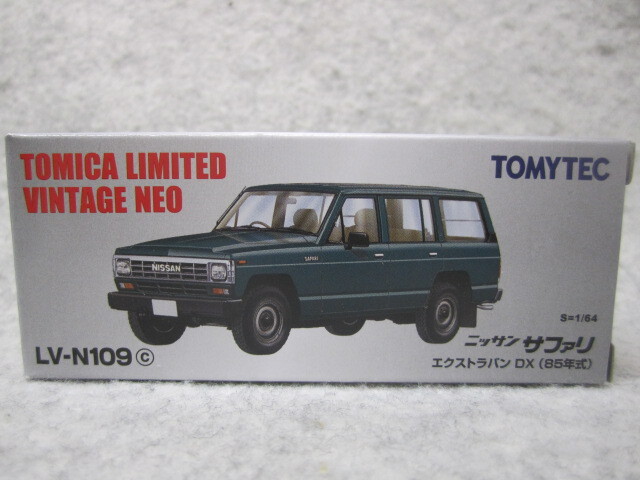 TOMICA LIMITED
VINTAGE NEO
TOMYTEC
NISSAN
SAFARI
S=1/64
LV-N109 ⓒ
ニッサン サファリ
エクストラバン DX (85年式)